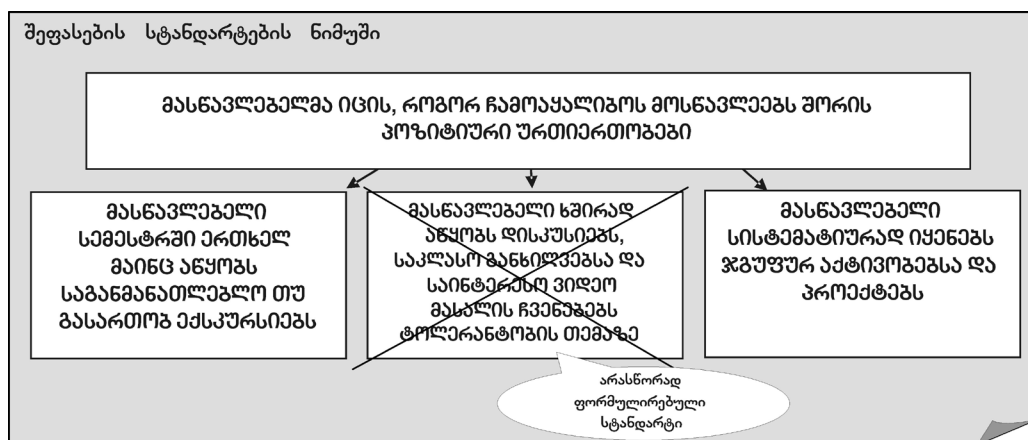 შეფასების სტანდარტების ნიმუში
მასწავლებელმა იცის, როგორ ჩამოაყალიბოს მოსწავლეებს შორის
პოზიტიური ურთიერთობები
მასწავლებელი
სემესტრში ერთხელ
მაინც აწყობს
საგანმანათლებლო თუ
გასართობ ექსკურსიებს
მასწავლებელი ხშირად
აწყობს დისკუსიებს,
საკლასო განხილვებსა და
საინტერესო ვიდეო
მასალის ჩვენებებს
ტოლერანტობის თემაზე
მასწავლებელი
სისტემატიურად იყენებს
ჯგუფურ აქტივობებსა და
პროექტებს
არასწორად
ფორმულირებული
სტანდარტი